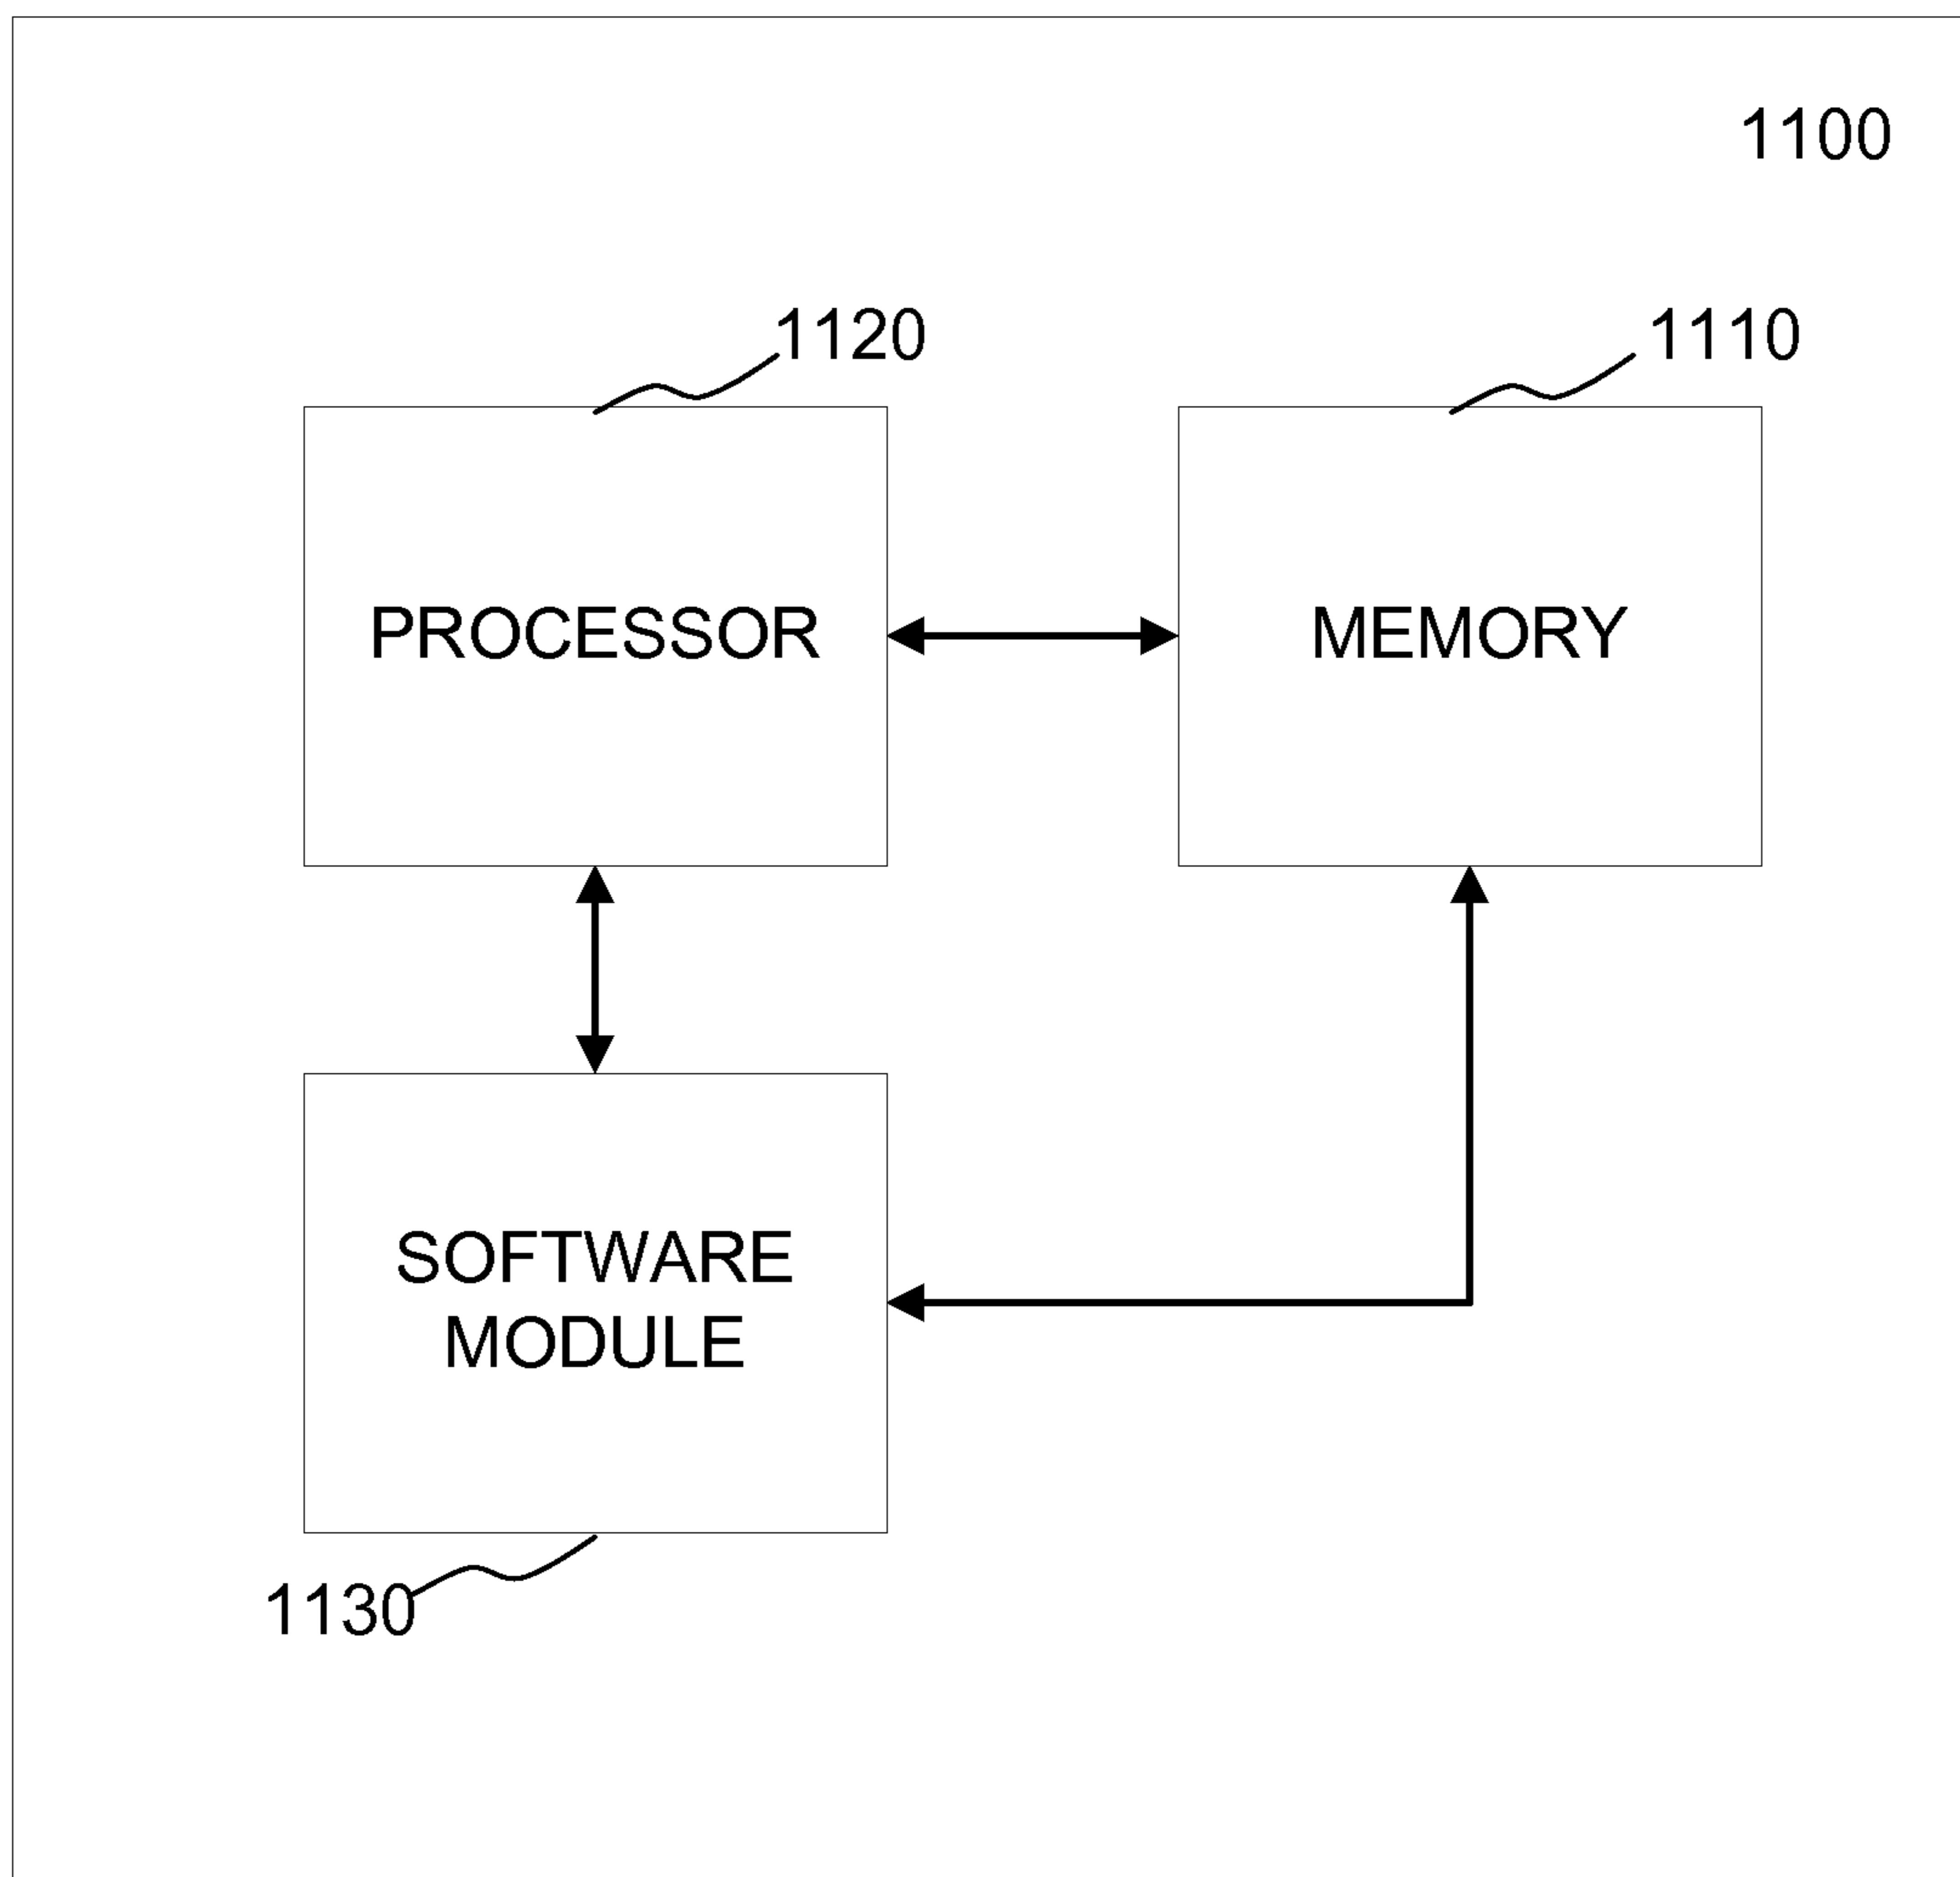 1100
1120
1110
PROCESSOR
MEMORY
SOFTWARE
MODULE
1130